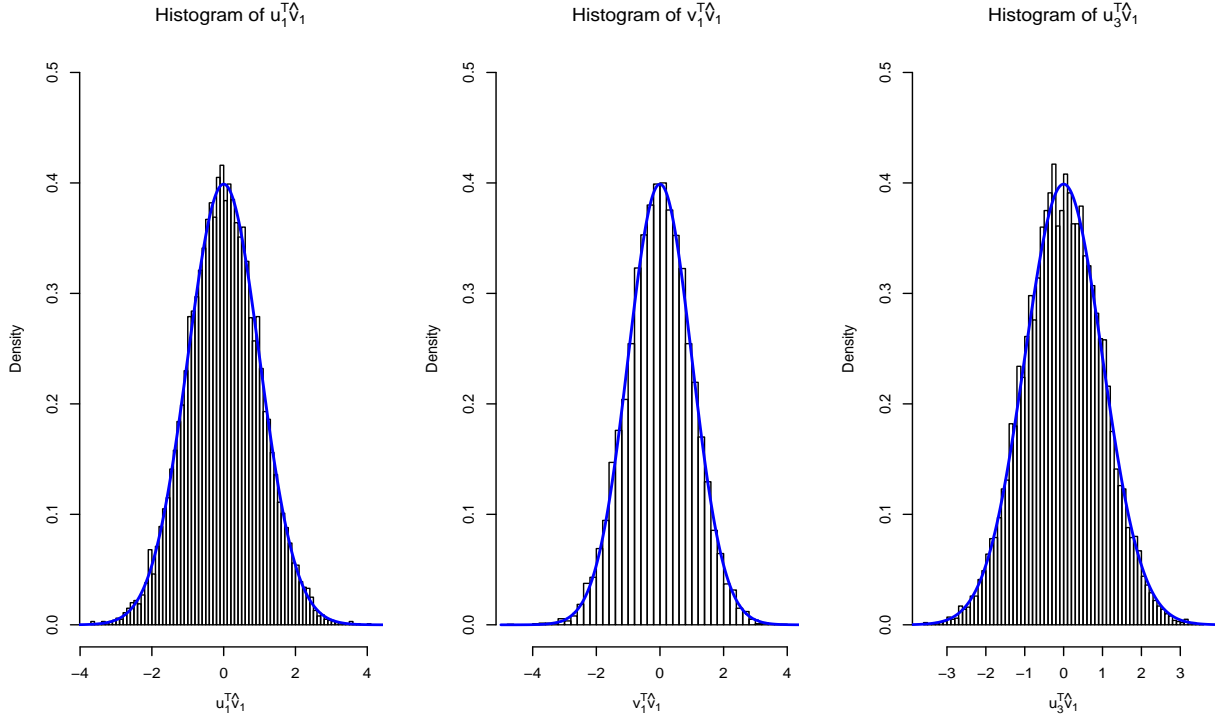 Histogram of u₁ᵀv̂₁
0.5
0.4
0.3
0.2
0.1
0.0
Density
−4 −2 0 2 4
u₁ᵀv̂₁
Histogram of v₁ᵀv̂₁
0.5
0.4
0.3
0.2
0.1
0.0
Density
−4 −2 0 2 4
v₁ᵀv̂₁
Histogram of u₃ᵀv̂₁
0.5
0.4
0.3
0.2
0.1
0.0
Density
−3 −2 −1 0 1 2 3
u₃ᵀv̂₁